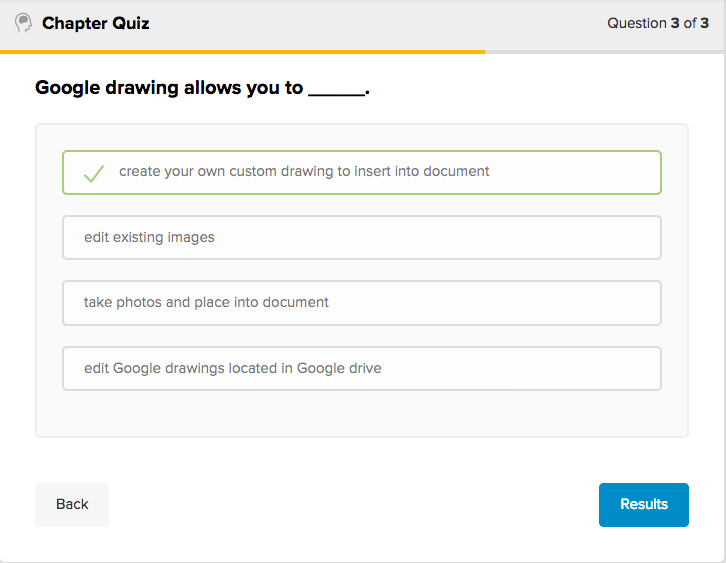 Chapter Quiz
Question 3 of 3
Google drawing allows you to _____.
create your own custom drawing to insert into document
edit existing images
take photos and place into document
edit Google drawings located in Google drive
Back
Results